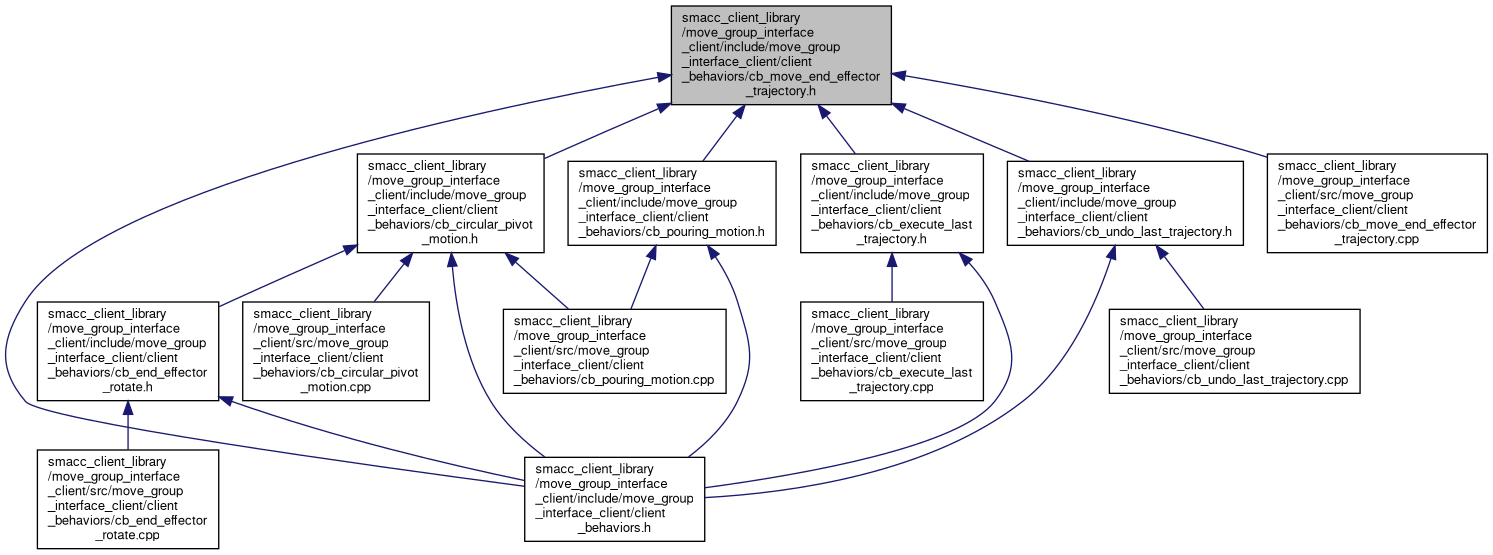 smacc_client_library
/move_group_interface
_client/include/move_group
_interface_client/client
_behaviors/cb_move_end_effector
_trajectory.h
smacc_client_library
/move_group_interface
_client/include/move_group
_interface_client/client
_behaviors/cb_circular_pivot
_motion.h
smacc_client_library
/move_group_interface
_client/include/move_group
_interface_client/client
_behaviors/cb_pouring_motion.h
smacc_client_library
/move_group_interface
_client/include/move_group
_interface_client/client
_behaviors/cb_execute_last
_trajectory.h
smacc_client_library
/move_group_interface
_client/include/move_group
_interface_client/client
_behaviors/cb_undo_last_trajectory.h
smacc_client_library
/move_group_interface
_client/src/move_group
_interface_client/client
_behaviors/cb_move_end_effector
_trajectory.cpp
smacc_client_library
/move_group_interface
_client/include/move_group
_interface_client/client
_behaviors/cb_end_effector
_rotate.h
smacc_client_library
/move_group_interface
_client/src/move_group
_interface_client/client
_behaviors/cb_circular_pivot
_motion.cpp
smacc_client_library
/move_group_interface
_client/src/move_group
_interface_client/client
_behaviors/cb_pouring_motion.cpp
smacc_client_library
/move_group_interface
_client/src/move_group
_interface_client/client
_behaviors/cb_execute_last
_trajectory.cpp
smacc_client_library
/move_group_interface
_client/src/move_group
_interface_client/client
_behaviors/cb_undo_last_trajectory.cpp
smacc_client_library
/move_group_interface
_client/src/move_group
_interface_client/client
_behaviors/cb_end_effector
_rotate.cpp
smacc_client_library
/move_group_interface
_client/include/move_group
_interface_client/client
_behaviors.h